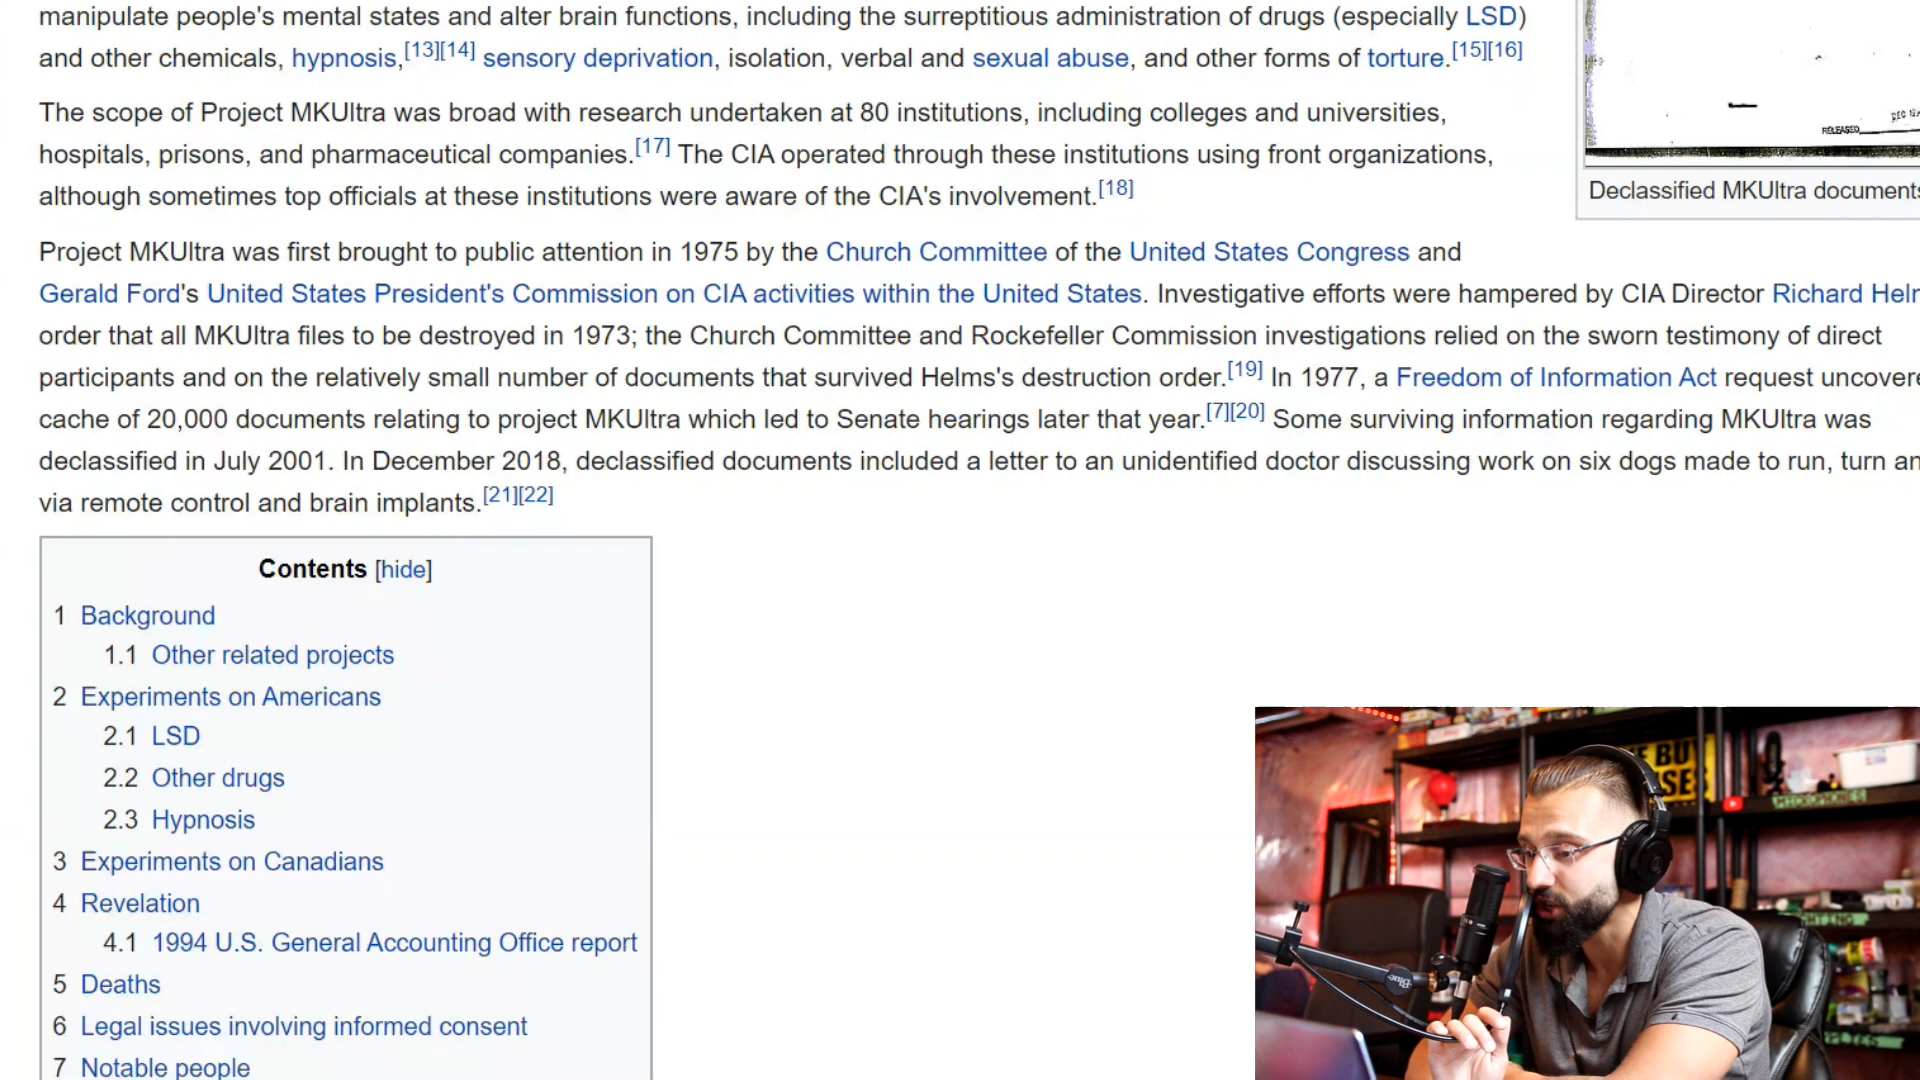 manipulate people's mental states and alter brain functions, including the surreptitious administration of drugs (especially LSD)
and other chemicals, hypnosis,[13][14] sensory deprivation, isolation, verbal and sexual abuse, and other forms of torture.[15][16]
The scope of Project MKUltra was broad with research undertaken at 80 institutions, including colleges and universities,
hospitals, prisons, and pharmaceutical companies.[17] The CIA operated through these institutions using front organizations,
although sometimes top officials at these institutions were aware of the CIA's involvement.[18]
RELEASED
Declassified MKUltra documents
Project MKUltra was first brought to public attention in 1975 by the Church Committee of the United States Congress and
Gerald Ford's United States President's Commission on CIA activities within the United States. Investigative efforts were hampered by CIA Director Richard
order that all MKUltra files to be destroyed in 1973; the Church Committee and Rockefeller Commission investigations relied on the sworn testimony of direct
participants and on the relatively small number of documents that survived Helms's destruction order.[19] In 1977, a Freedom of Information Act request
cache of 20,000 documents relating to project MKUltra which led to Senate hearings later that year.[7][20] Some surviving information regarding MKUltra was
declassified in July 2001. In December 2018, declassified documents included a letter to an unidentified doctor discussing work on six dogs made to run, turn
via remote control and brain implants.[21][22]
Contents [hide]
1 Background
1.1 Other related projects
2 Experiments on Americans
2.1 LSD
2.2 Other drugs
2.3 Hypnosis
3 Experiments on Canadians
4 Revelation
4.1 1994 U.S. General Accounting Office report
5 Deaths
6 Legal issues involving informed consent
7 Notable people
MICROPHONES
Blue